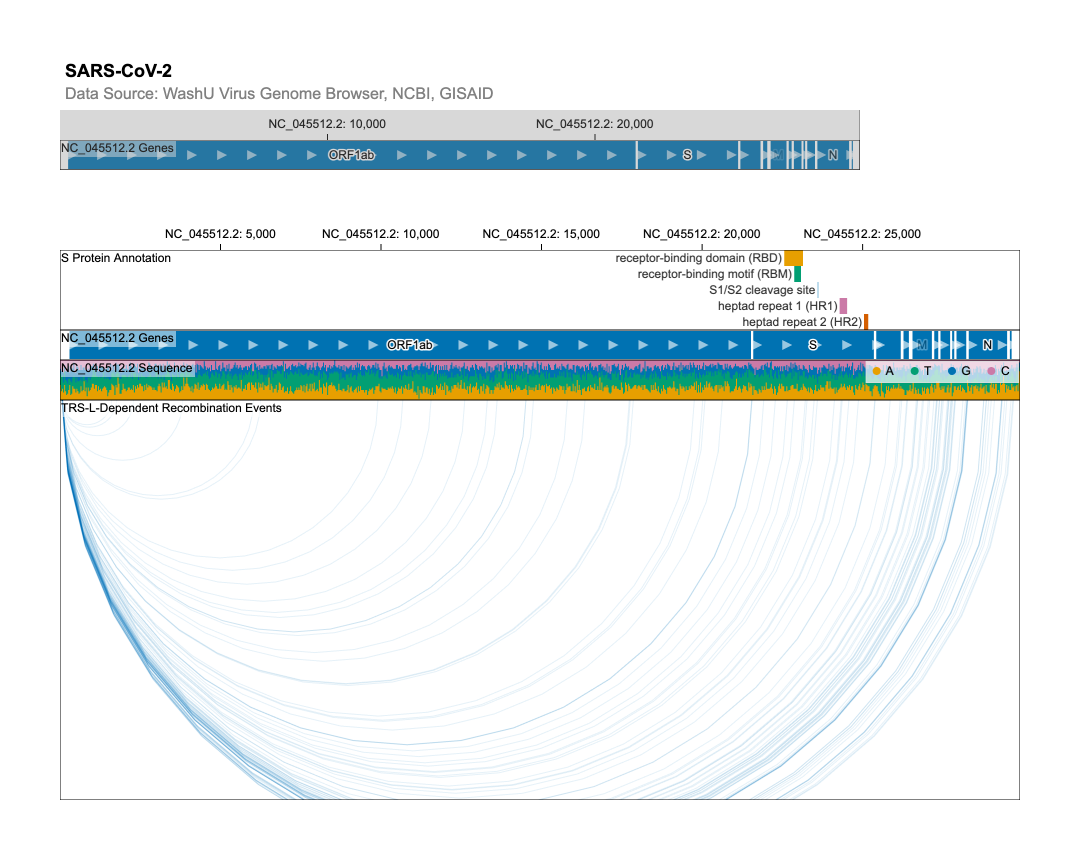 SARS-CoV-2
Data Source: WashU Virus Genome Browser, NCBI, GISAID
NC_045512.2: 10,000 NC_045512.2: 20,000
NC_045512.2 Genes
ORF1ab S M N
NC_045512.2: 5,000 NC_045512.2: 10,000 NC_045512.2: 15,000 NC_045512.2: 20,000 NC_045512.2: 25,000
S Protein Annotation
receptor-binding domain (RBD)
receptor-binding motif (RBM)
S1/S2 cleavage site
heptad repeat 1 (HR1)
heptad repeat 2 (HR2)
NC_045512.2 Genes
ORF1ab S M N
NC_045512.2 Sequence
A T G C
TRS-L-Dependent Recombination Events